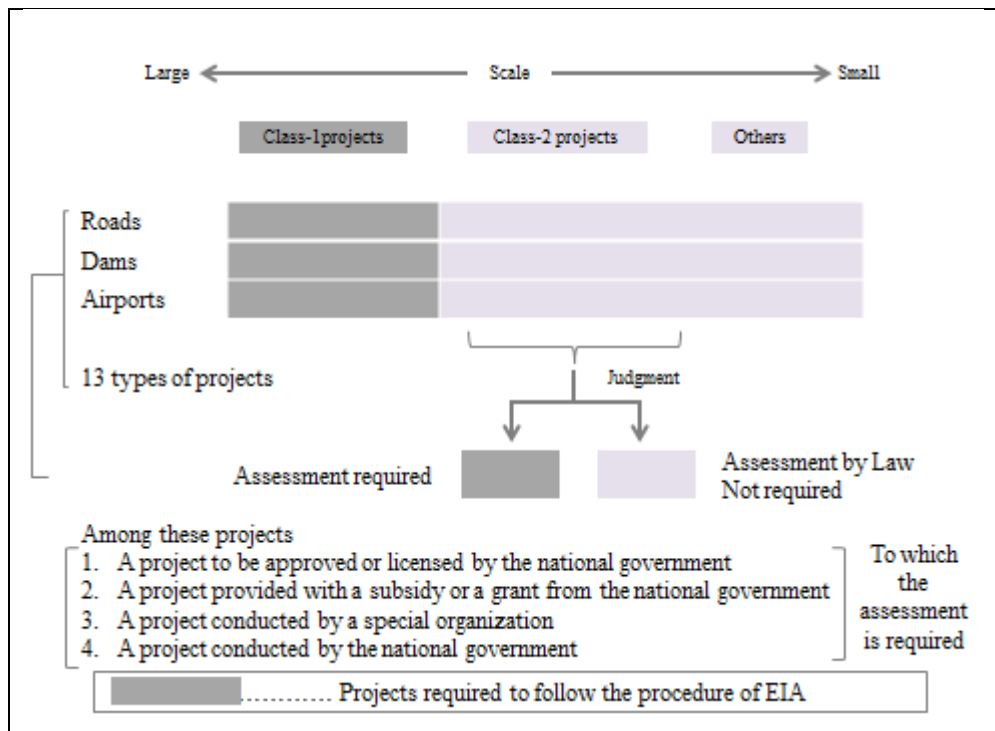 Large Scale Small
Class-1projects Class-2 projects Others
Roads
Dams
Airports
13 types of projects
Judgment
Assessment required
Assessment by Law
Not required
Among these projects
1. A project to be approved or licensed by the national government
2. A project provided with a subsidy or a grant from the national government
3. A project conducted by a special organization
4. A project conducted by the national government
To which
the
assessment
is required
............ Projects required to follow the procedure of EIA